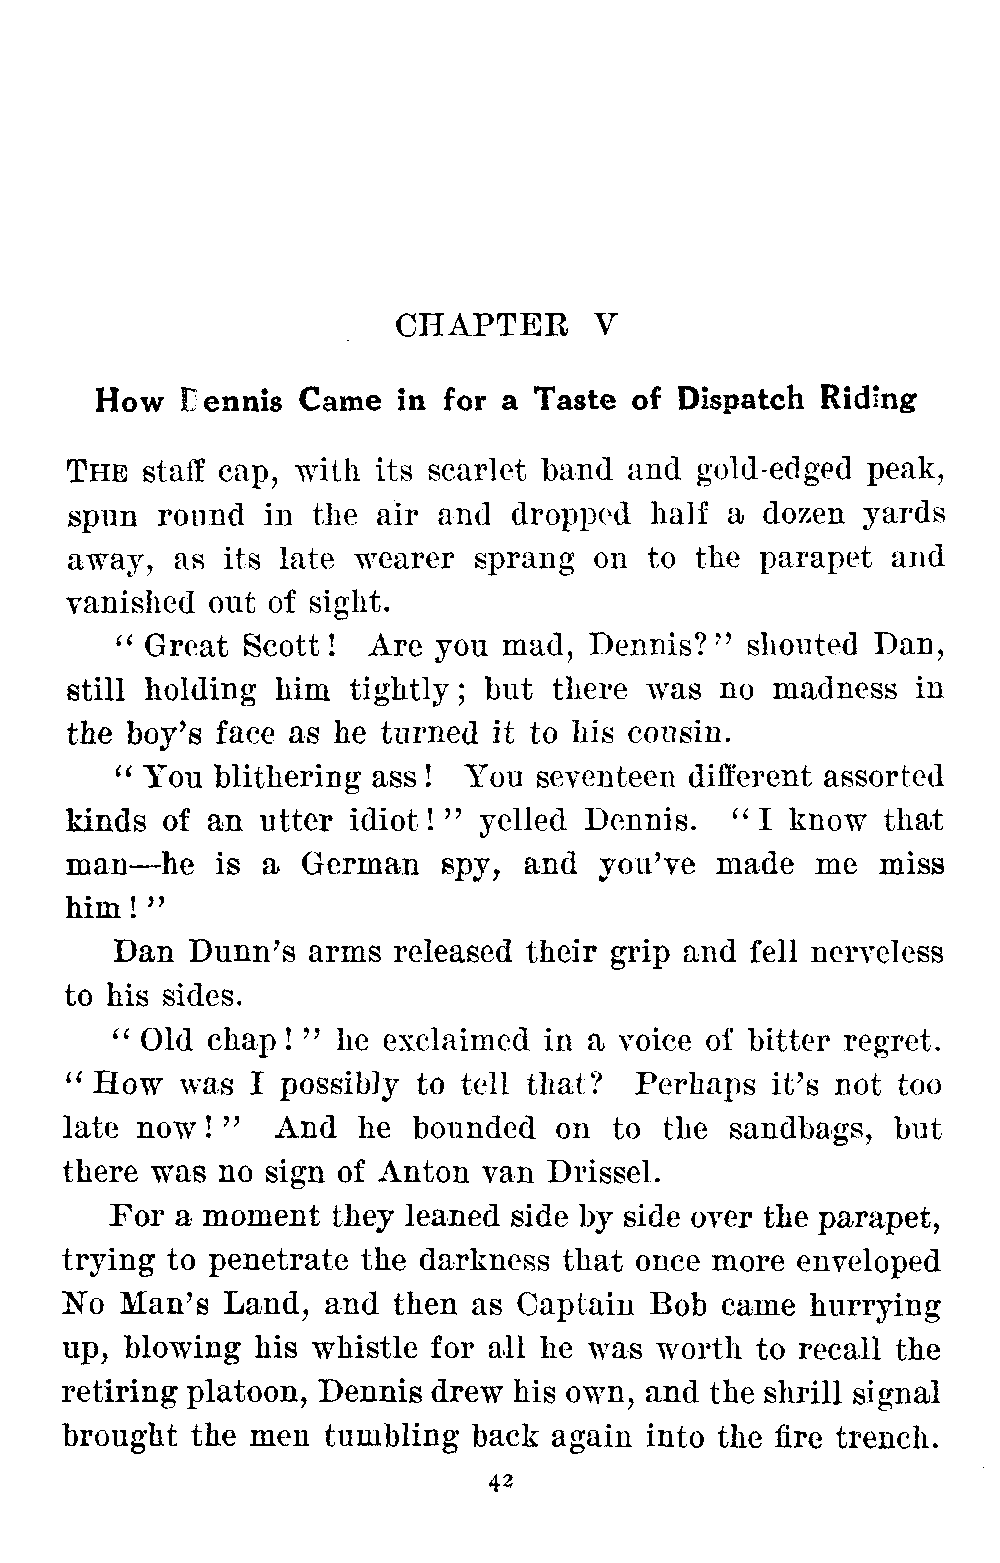 CHAPTER V
How Dennis Came in for a Taste of Dispatch Riding
THE staff cap, with its scarlet band and gold-edged peak,
spun round in the air and dropped half a dozen yards
away, as its late wearer sprang on to the parapet and
vanished out of sight.
“ Great Scott ! Are you mad, Dennis? ” shouted Dan,
still holding him tightly ; but there was no madness in
the boy’s face as he turned it to his cousin.
“ You blithering ass ! You seventeen different assorted
kinds of an utter idiot ! ” yelled Dennis. “ I know that
man—he is a German spy, and you’ve made me miss
him ! ”
Dan Dunn’s arms released their grip and fell nerveless
to his sides.
“ Old chap ! ” he exclaimed in a voice of bitter regret.
“ How was I possibly to tell that? Perhaps it’s not too
late now ! ” And he bounded on to the sandbags, but
there was no sign of Anton van Drissel.
For a moment they leaned side by side over the parapet,
trying to penetrate the darkness that once more enveloped
No Man’s Land, and then as Captain Bob came hurrying
up, blowing his whistle for all he was worth to recall the
retiring platoon, Dennis drew his own, and the shrill signal
brought the men tumbling back again into the fire trench.
42